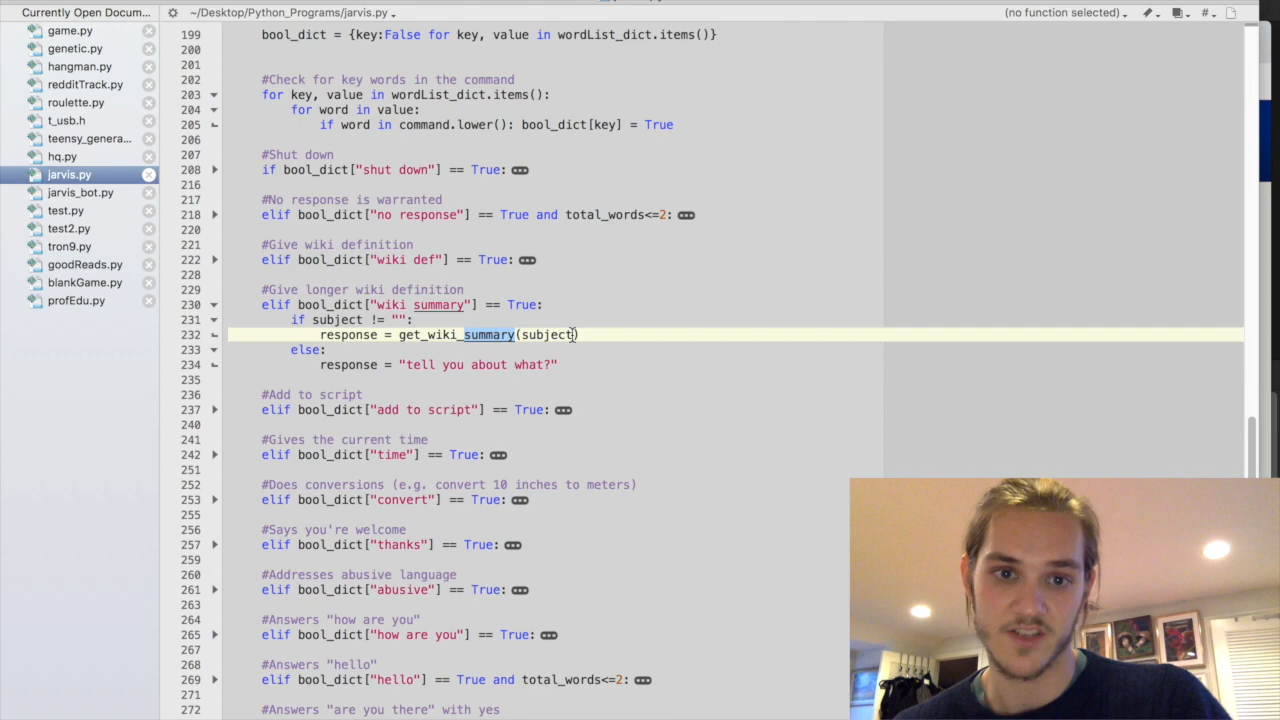 Currently Open Docum...
~/Desktop/Python_Programs/jarvis.py
(no function selected)
#
game.py
genetic.py
hangman.py
redditTrack.py
roulette.py
t_usb.h
teensy_genera...
hq.py
jarvis.py
jarvis_bot.py
test.py
test2.py
tron9.py
goodReads.py
blankGame.py
profEdu.py
199 bool_dict = {key:False for key, value in wordList_dict.items()}
200
201
202 #Check for key words in the command
203 for key, value in wordList_dict.items():
204 for word in value:
205 if word in command.lower(): bool_dict[key] = True
206
207 #Shut down
208 if bool_dict["shut down"] == True:
216
217 #No response is warranted
218 elif bool_dict["no response"] == True and total_words<=2:
220
221 #Give wiki definition
222 elif bool_dict["wiki def"] == True:
228
229 #Give longer wiki definition
230 elif bool_dict["wiki summary"] == True:
231 if subject != "":
232 response = get_wiki_summary(subject)
233 else:
234 response = "tell you about what?"
235
236 #Add to script
237 elif bool_dict["add to script"] == True:
240
241 #Gives the current time
242 elif bool_dict["time"] == True:
251
252 #Does conversions (e.g. convert 10 inches to meters)
253 elif bool_dict["convert"] == True:
255
256 #Says you're welcome
257 elif bool_dict["thanks"] == True:
259
260 #Addresses abusive language
261 elif bool_dict["abusive"] == True:
263
264 #Answers "how are you"
265 elif bool_dict["how are you"] == True:
267
268 #Answers "hello"
269 elif bool_dict["hello"] == True and total_words<=2:
271
272 #Answers "are you there" with yes